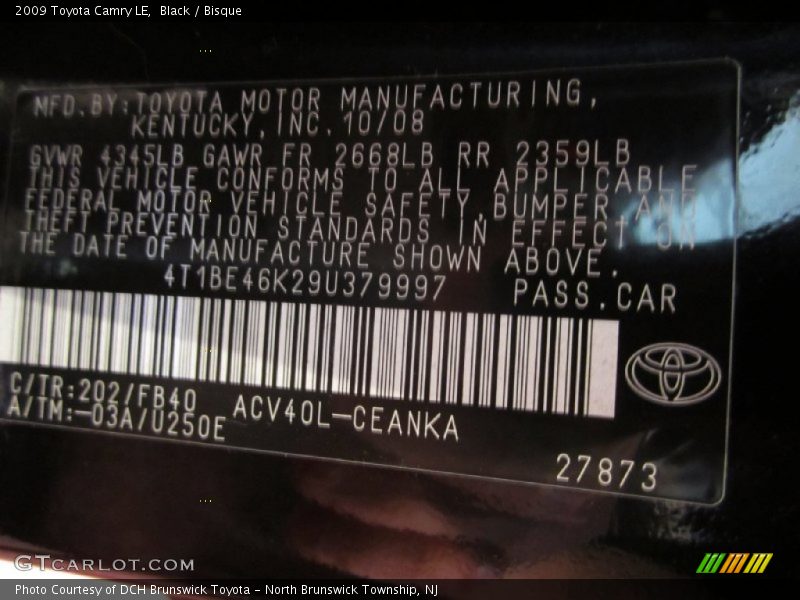 2009 Toyota Camry LE,  Black / Bisque
MFD.BY:TOYOTA MOTOR MANUFACTURING,
KENTUCKY,INC.10/08
GVWR 4345LB GAWR FR 2668LB RR 2359LB
THIS VEHICLE CONFORMS TO ALL APPLICABLE
FEDERAL MOTOR VEHICLE SAFETY,BUMPER AND
THEFT PREVENTION STANDARDS IN EFFECT ON
THE DATE OF MANUFACTURE SHOWN ABOVE.
4T1BE46K29U379997 PASS.CAR
C/TR:202/FB40
A/TM:-03A/U250E
ACV40L-CEANKA
27873
GTCARLOT.COM
Photo Courtesy of DCH Brunswick Toyota - North Brunswick Township, NJ